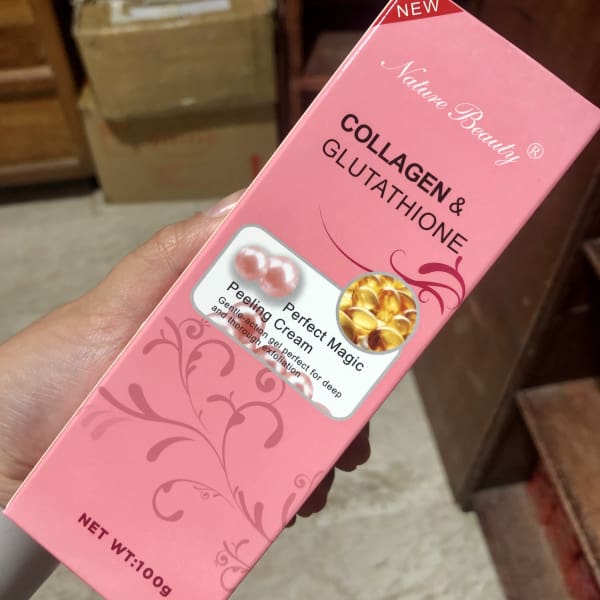 NEW
Nature Beauty ®
COLLAGEN &
GLUTATHIONE
Perfect Magic
Peeling Cream
Gentle action gel perfect for deep
and thorough exfoliation
NET WT:100g